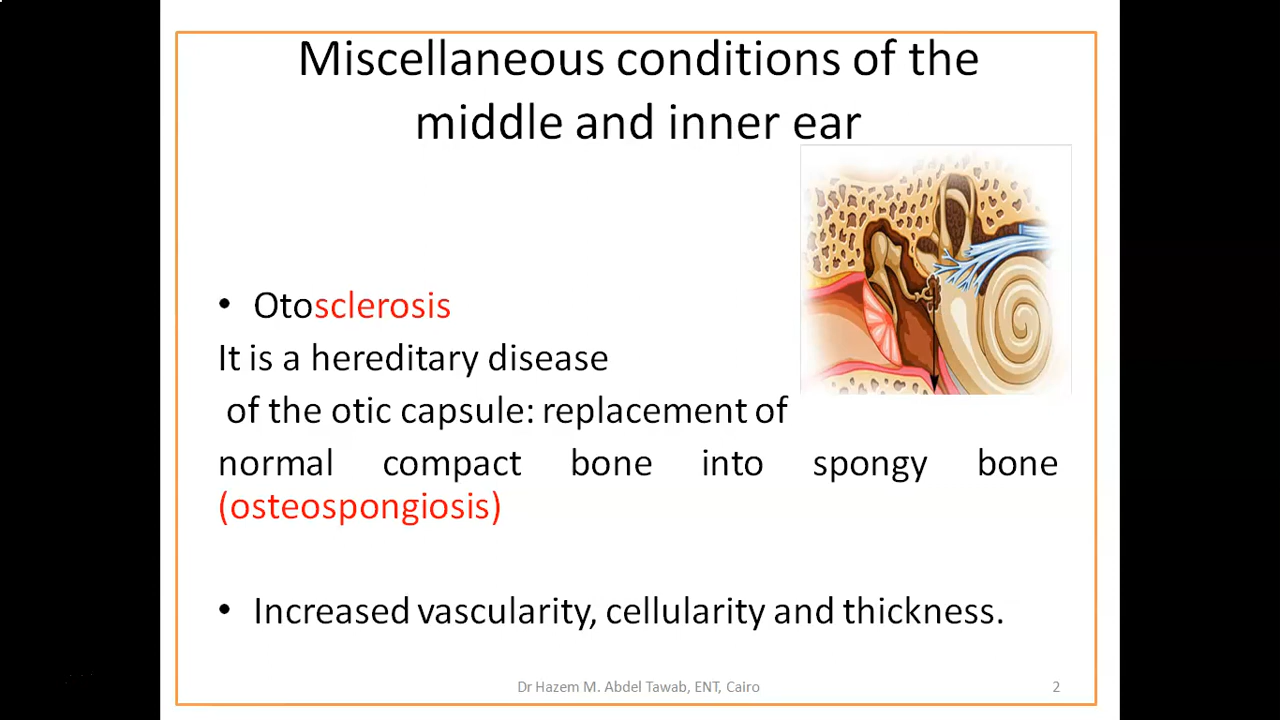 Miscellaneous conditions of the
middle and inner ear
• Otosclerosis
It is a hereditary disease
of the otic capsule: replacement of
normal compact bone into spongy bone
(osteospongiosis)
• Increased vascularity, cellularity and thickness.
Dr Hazem M. Abdel Tawab, ENT, Cairo
2